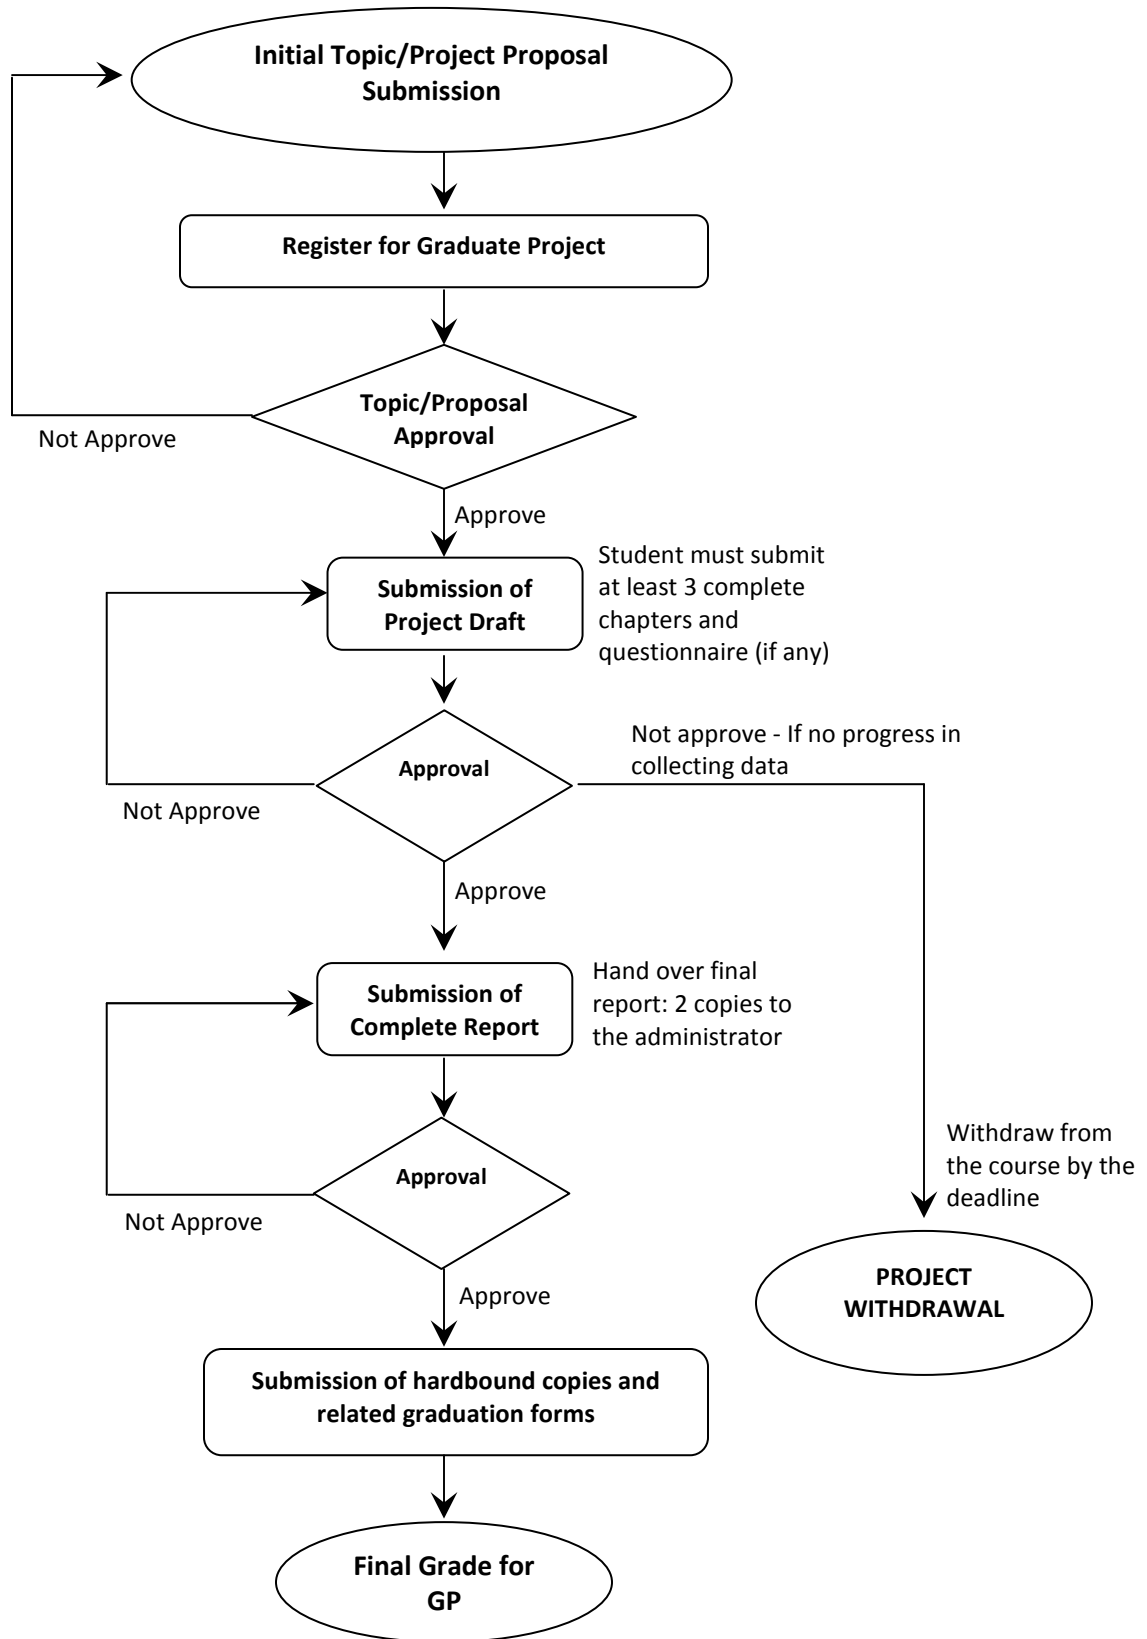 Initial Topic/Project Proposal
Submission
Register for Graduate Project
Topic/Proposal
Approval
Not Approve
Approve
Submission of
Project Draft
Student must submit
at least 3 complete
chapters and
questionnaire (if any)
Approval
Not approve - If no progress in
collecting data
Not Approve
Approve
Submission of
Complete Report
Hand over final
report: 2 copies to
the administrator
Approval
Withdraw from
the course by the
deadline
Not Approve
PROJECT
WITHDRAWAL
Approve
Submission of hardbound copies and
related graduation forms
Final Grade for
GP